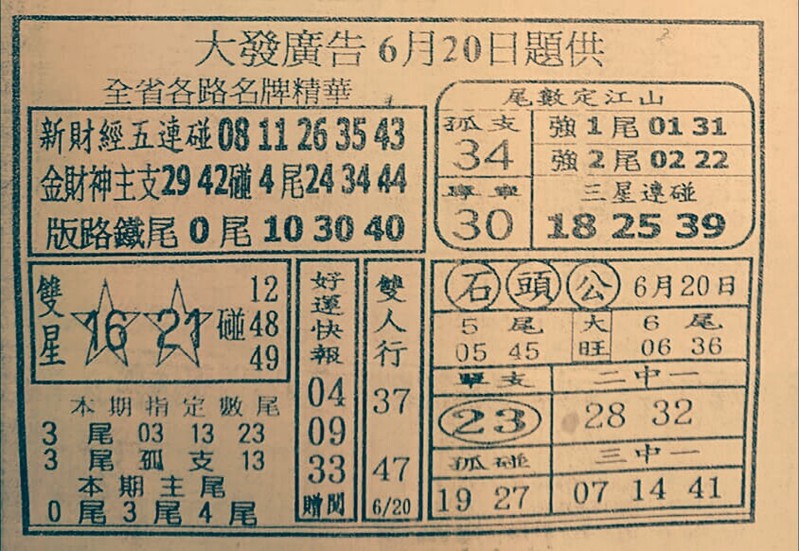 大發廣告6月20日題供
全省各路名牌精華
新財經五連碰 08 11 26 35 43
金財神主支 29 42 碰 4 尾 24 34 44
版路鐵尾 0 尾 10 30 40
尾數定江山
孤支
34
專車
30
強 1 尾 01 31
強 2 尾 02 22
三星連碰
18 25 39
雙星
16 21 碰
12
48
49
本期指定數尾
3 尾 03 13 23
3 尾 孤 支 13
本期主尾
0 尾 3 尾 4 尾
好運快報
04
09
33
贈閱
雙人行
37
47
6/20
石頭公 6月20日
5 尾
05 45
大旺
6 尾
06 36
單支
23
二中一
28 32
孤碰
19 27
三中一
07 14 41